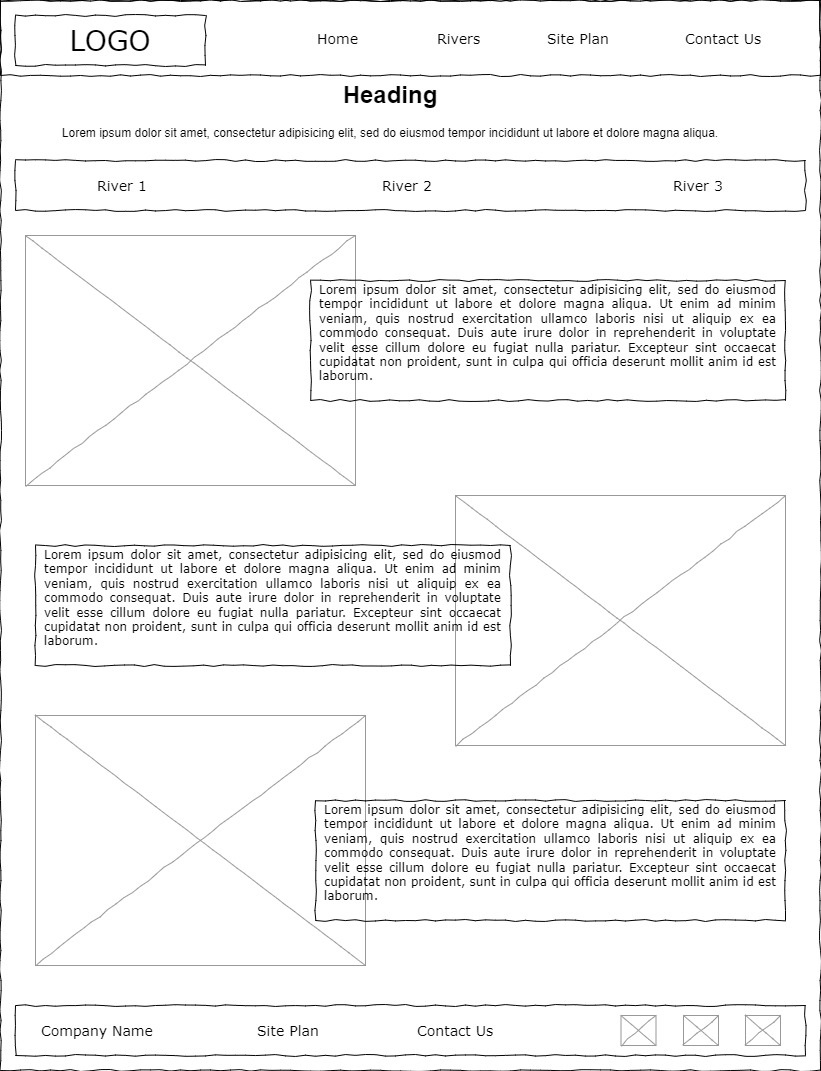 LOGO
Home
Rivers
Site Plan
Contact Us
Heading
Lorem ipsum dolor sit amet, consectetur adipisicing elit, sed do eiusmod tempor incididunt ut labore et dolore magna aliqua.
River 1
River 2
River 3
Lorem ipsum dolor sit amet, consectetur adipisicing elit, sed do eiusmod
tempor incididunt ut labore et dolore magna aliqua. Ut enim ad minim
veniam, quis nostrud exercitation ullamco laboris nisi ut aliquip ex ea
commodo consequat. Duis aute irure dolor in reprehenderit in voluptate
velit esse cillum dolore eu fugiat nulla pariatur. Excepteur sint occaecat
cupidatat non proident, sunt in culpa qui officia deserunt mollit anim id est
laborum.
Lorem ipsum dolor sit amet, consectetur adipisicing elit, sed do eiusmod
tempor incididunt ut labore et dolore magna aliqua. Ut enim ad minim
veniam, quis nostrud exercitation ullamco laboris nisi ut aliquip ex ea
commodo consequat. Duis aute irure dolor in reprehenderit in voluptate
velit esse cillum dolore eu fugiat nulla pariatur. Excepteur sint occaecat
cupidatat non proident, sunt in culpa qui officia deserunt mollit anim id est
laborum.
Lorem ipsum dolor sit amet, consectetur adipisicing elit, sed do eiusmod
tempor incididunt ut labore et dolore magna aliqua. Ut enim ad minim
veniam, quis nostrud exercitation ullamco laboris nisi ut aliquip ex ea
commodo consequat. Duis aute irure dolor in reprehenderit in voluptate
velit esse cillum dolore eu fugiat nulla pariatur. Excepteur sint occaecat
cupidatat non proident, sunt in culpa qui officia deserunt mollit anim id est
laborum.
Company Name
Site Plan
Contact Us